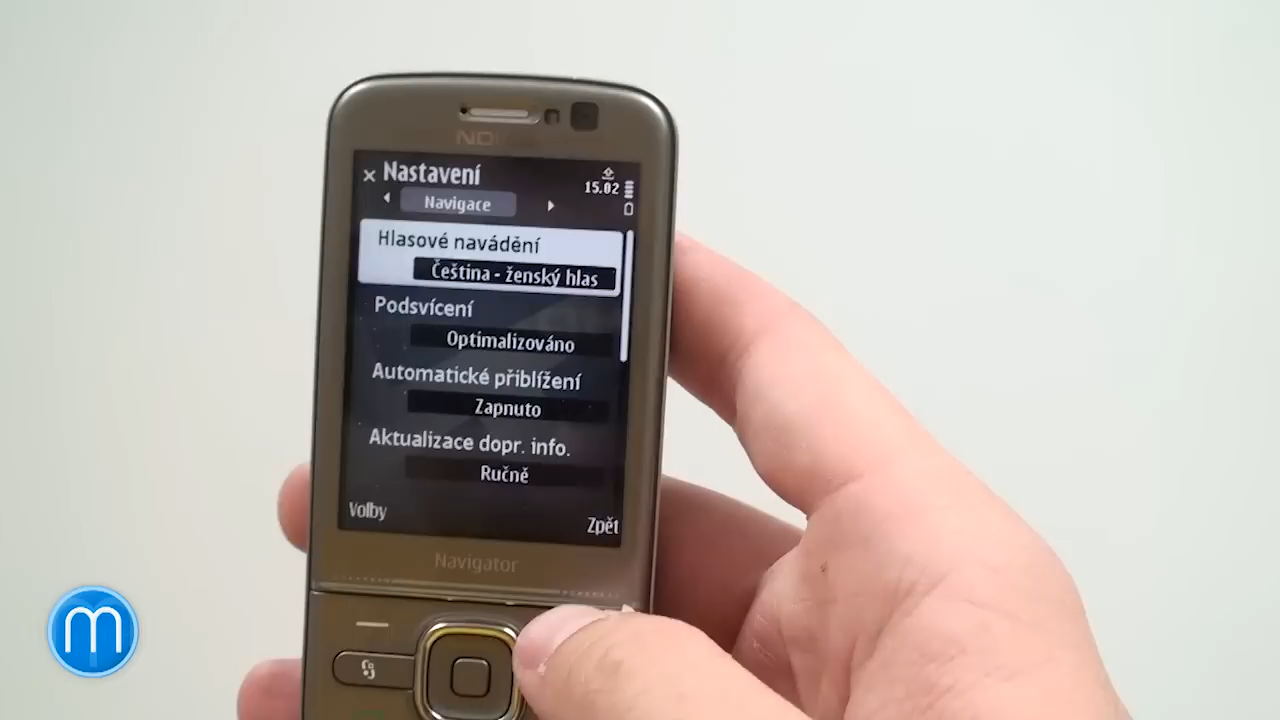 NOKIA
Nastavení
15.02
Navigace
Hlasové navádění
Čeština - ženský hlas
Podsvícení
Optimalizováno
Automatické přiblížení
Zapnuto
Aktualizace dopr. info.
Ručně
Volby
Zpět
Navigator
m